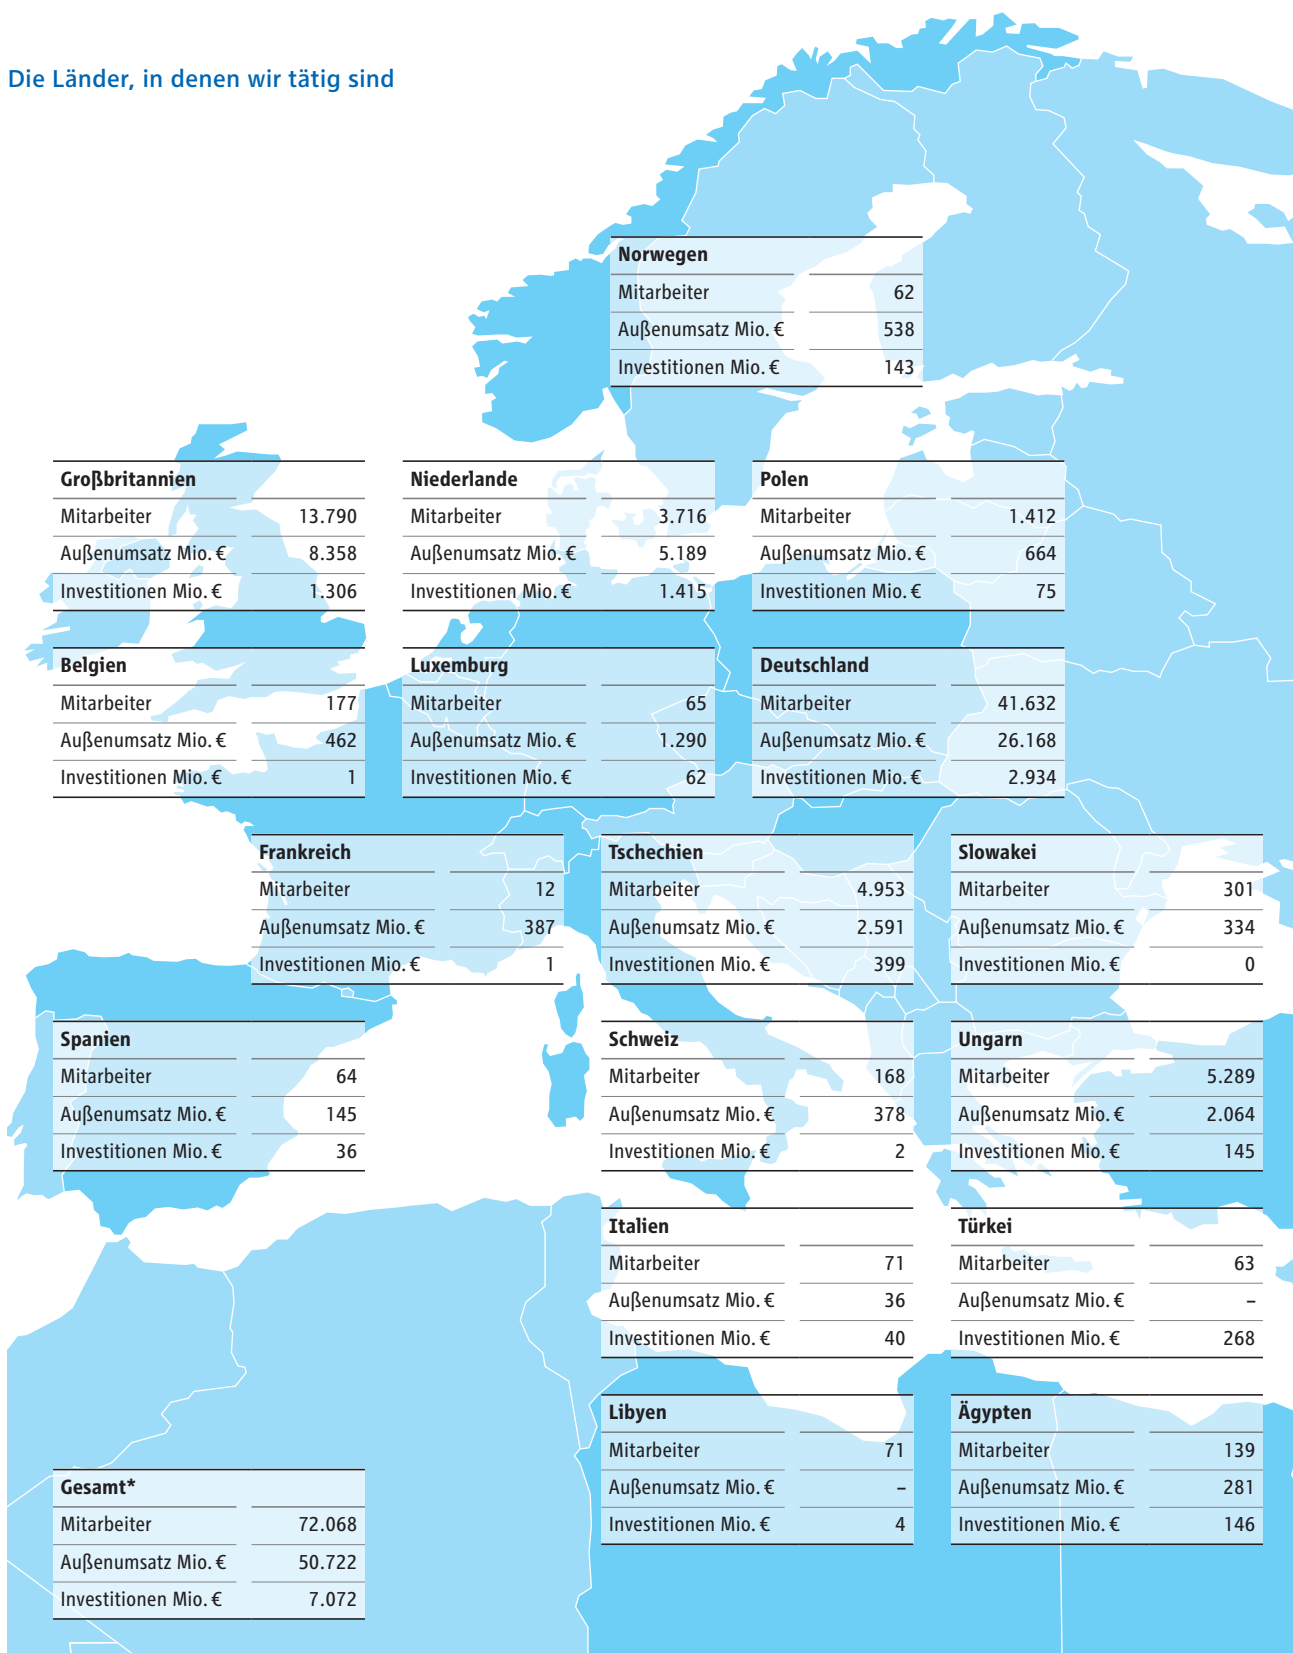 Die Länder, in denen wir tätig sind
Norwegen
Mitarbeiter 62
Außenumsatz Mio. € 538
Investitionen Mio. € 143
Großbritannien
Mitarbeiter 13.790
Außenumsatz Mio. € 8.358
Investitionen Mio. € 1.306
Niederlande
Mitarbeiter 3.716
Außenumsatz Mio. € 5.189
Investitionen Mio. € 1.415
Polen
Mitarbeiter 1.412
Außenumsatz Mio. € 664
Investitionen Mio. € 75
Belgien
Mitarbeiter 177
Außenumsatz Mio. € 462
Investitionen Mio. € 1
Luxemburg
Mitarbeiter 65
Außenumsatz Mio. € 1.290
Investitionen Mio. € 62
Deutschland
Mitarbeiter 41.632
Außenumsatz Mio. € 26.168
Investitionen Mio. € 2.934
Frankreich
Mitarbeiter 12
Außenumsatz Mio. € 387
Investitionen Mio. € 1
Tschechien
Mitarbeiter 4.953
Außenumsatz Mio. € 2.591
Investitionen Mio. € 399
Slowakei
Mitarbeiter 301
Außenumsatz Mio. € 334
Investitionen Mio. € 0
Spanien
Mitarbeiter 64
Außenumsatz Mio. € 145
Investitionen Mio. € 36
Schweiz
Mitarbeiter 168
Außenumsatz Mio. € 378
Investitionen Mio. € 2
Ungarn
Mitarbeiter 5.289
Außenumsatz Mio. € 2.064
Investitionen Mio. € 145
Italien
Mitarbeiter 71
Außenumsatz Mio. € 36
Investitionen Mio. € 40
Türkei
Mitarbeiter 63
Außenumsatz Mio. € –
Investitionen Mio. € 268
Libyen
Mitarbeiter 71
Außenumsatz Mio. € –
Investitionen Mio. € 4
Ägypten
Mitarbeiter 139
Außenumsatz Mio. € 281
Investitionen Mio. € 146
Gesamt*
Mitarbeiter 72.068
Außenumsatz Mio. € 50.722
Investitionen Mio. € 7.072